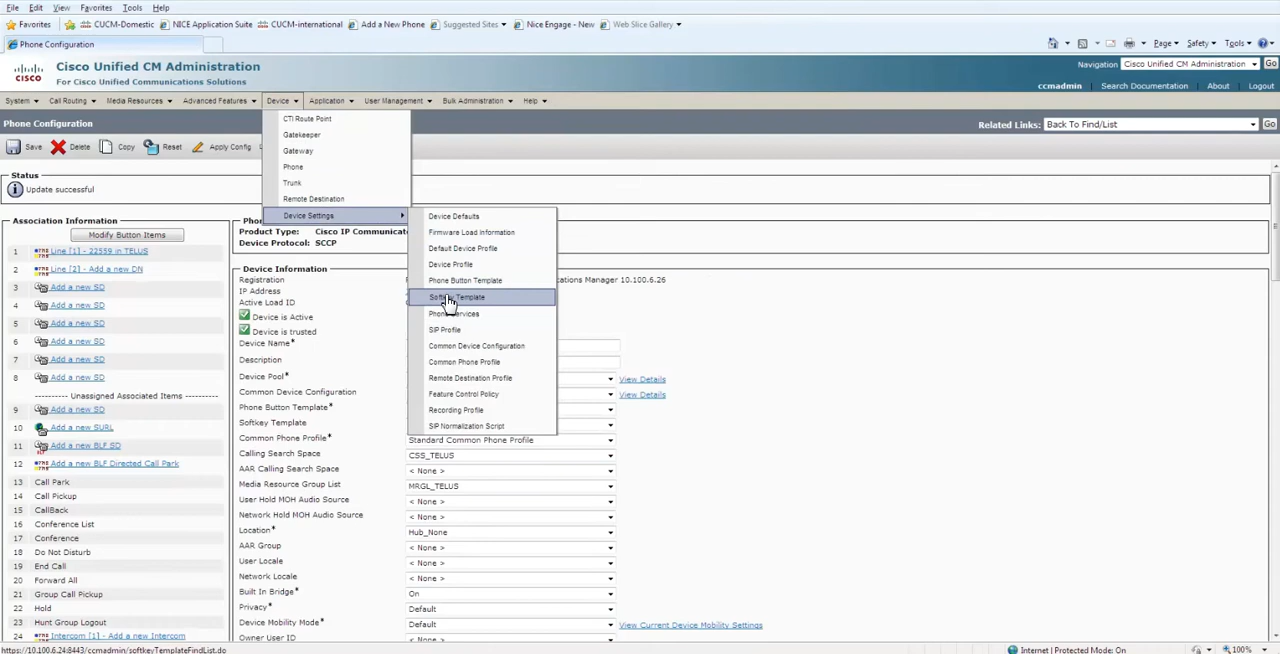 File Edit View Favorites Tools Help
Favorites CUCM-Domestic NICE Application Suite CUCM-international Add a New Phone Suggested Sites Nice Engage - New Web Slice Gallery
Phone Configuration
Page Safety Tools
Cisco Unified CM Administration
For Cisco Unified Communications Solutions
CISCO
Navigation Cisco Unified CM Administration Go
ccmadmin Search Documentation About Logout
System Call Routing Media Resources Advanced Features Device Application User Management Bulk Administration Help
Phone Configuration
Related Links: Back To Find/List Go
Save Delete Copy Reset Apply Config
CTI Route Point
Gatekeeper
Gateway
Phone
Trunk
Remote Destination
Device Settings
Device Defaults
Firmware Load Information
Default Device Profile
Device Profile
Phone Button Template
Softkey Template
Phone Services
SIP Profile
Common Device Configuration
Common Phone Profile
Remote Destination Profile
Feature Control Policy
Recording Profile
SIP Normalization Script
Status
Update successful
Association Information
Modify Button Items
1 Line [1] - 22559 in TELUS
2 Line [2] - Add a new DN
3 Add a new SD
4 Add a new SD
5 Add a new SD
6 Add a new SD
7 Add a new SD
8 Add a new SD
------- Unassigned Associated Items -------
9 Add a new SD
10 Add a new SURL
11 Add a new BLF SD
12 Add a new BLF Directed Call Park
13 Call Park
14 Call Pickup
15 CallBack
16 Conference List
17 Conference
18 Do Not Disturb
19 End Call
20 Forward All
21 Group Call Pickup
22 Hold
23 Hunt Group Logout
24 Intercom [1] - Add a new Intercom
Product Type: Cisco IP Communicator
Device Protocol: SCCP
Device Information
Registration 10.100.6.26
IP Address
Active Load ID
Device is Active
Device is trusted
Device Name*
Description
Device Pool* View Details
Common Device Configuration View Details
Phone Button Template*
Softkey Template
Common Phone Profile* Standard Common Phone Profile
Calling Search Space CSS_TELUS
AAR Calling Search Space < None >
Media Resource Group List MRGL_TELUS
User Hold MOH Audio Source < None >
Network Hold MOH Audio Source < None >
Location* Hub_None
AAR Group < None >
User Locale < None >
Network Locale < None >
Built In Bridge* On
Privacy* Default
Device Mobility Mode* Default View Current Device Mobility Settings
Owner User ID < None >
https://10.100.6.24:8443/ccmadmin/softkeyTemplateFindList.do
Internet | Protected Mode: On 100%